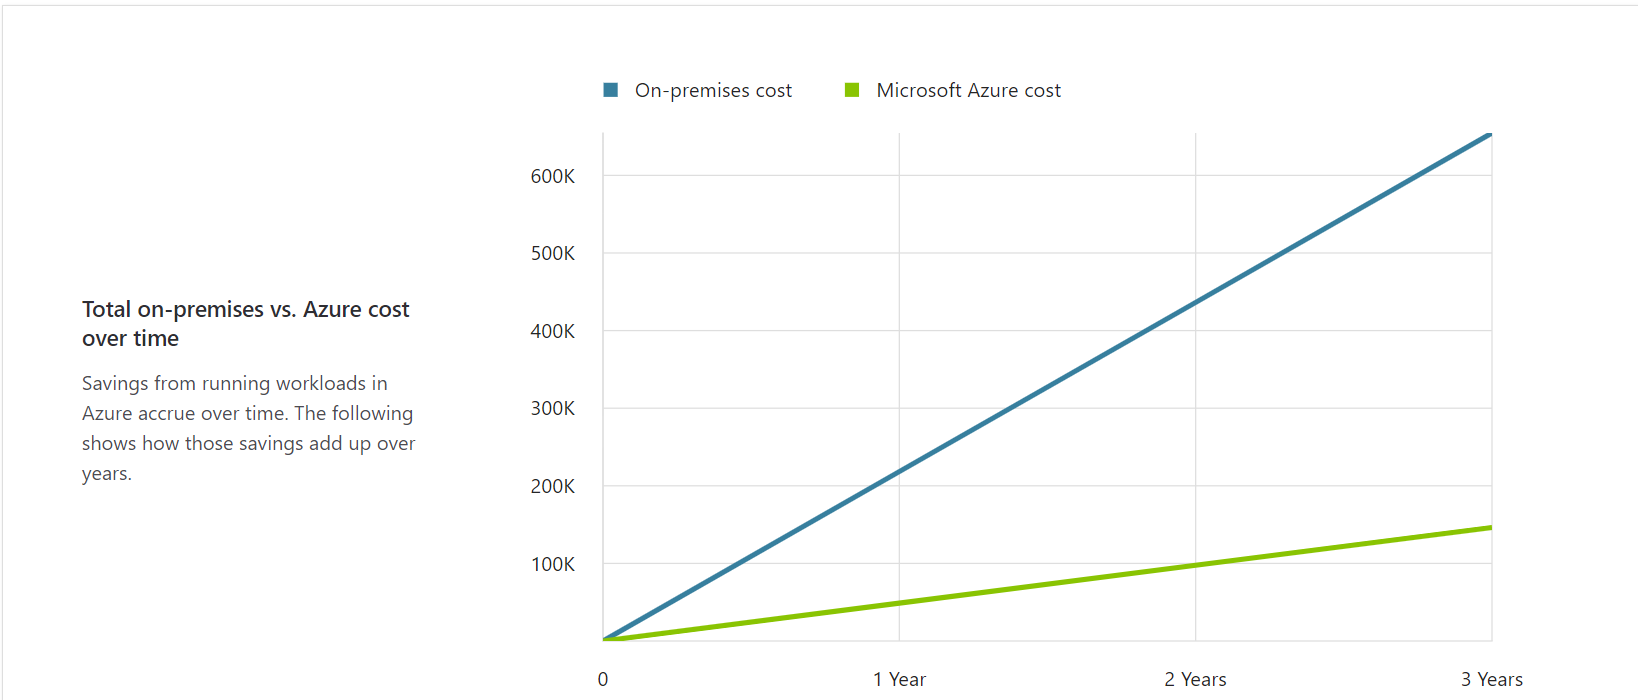 On-premises cost
Microsoft Azure cost
Total on-premises vs. Azure cost
over time
Savings from running workloads in
Azure accrue over time. The following
shows how those savings add up over
years.
600K
500K
400K
300K
200K
100K
0
1 Year
2 Years
3 Years